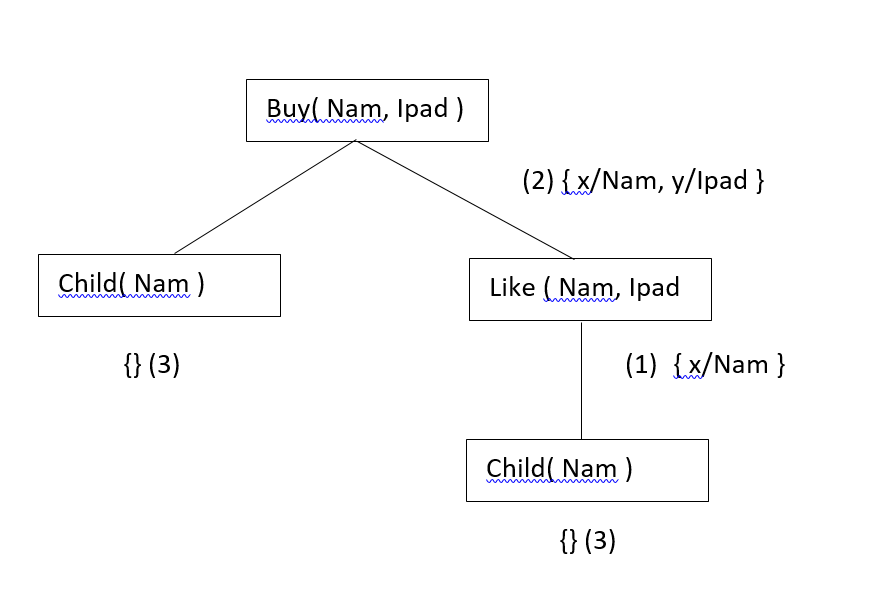 Buy( Nam, Ipad )
(2) { x/Nam, y/Ipad }
Child( Nam )
Like ( Nam, Ipad
{} (3)
(1) { x/Nam }
Child( Nam )
{} (3)